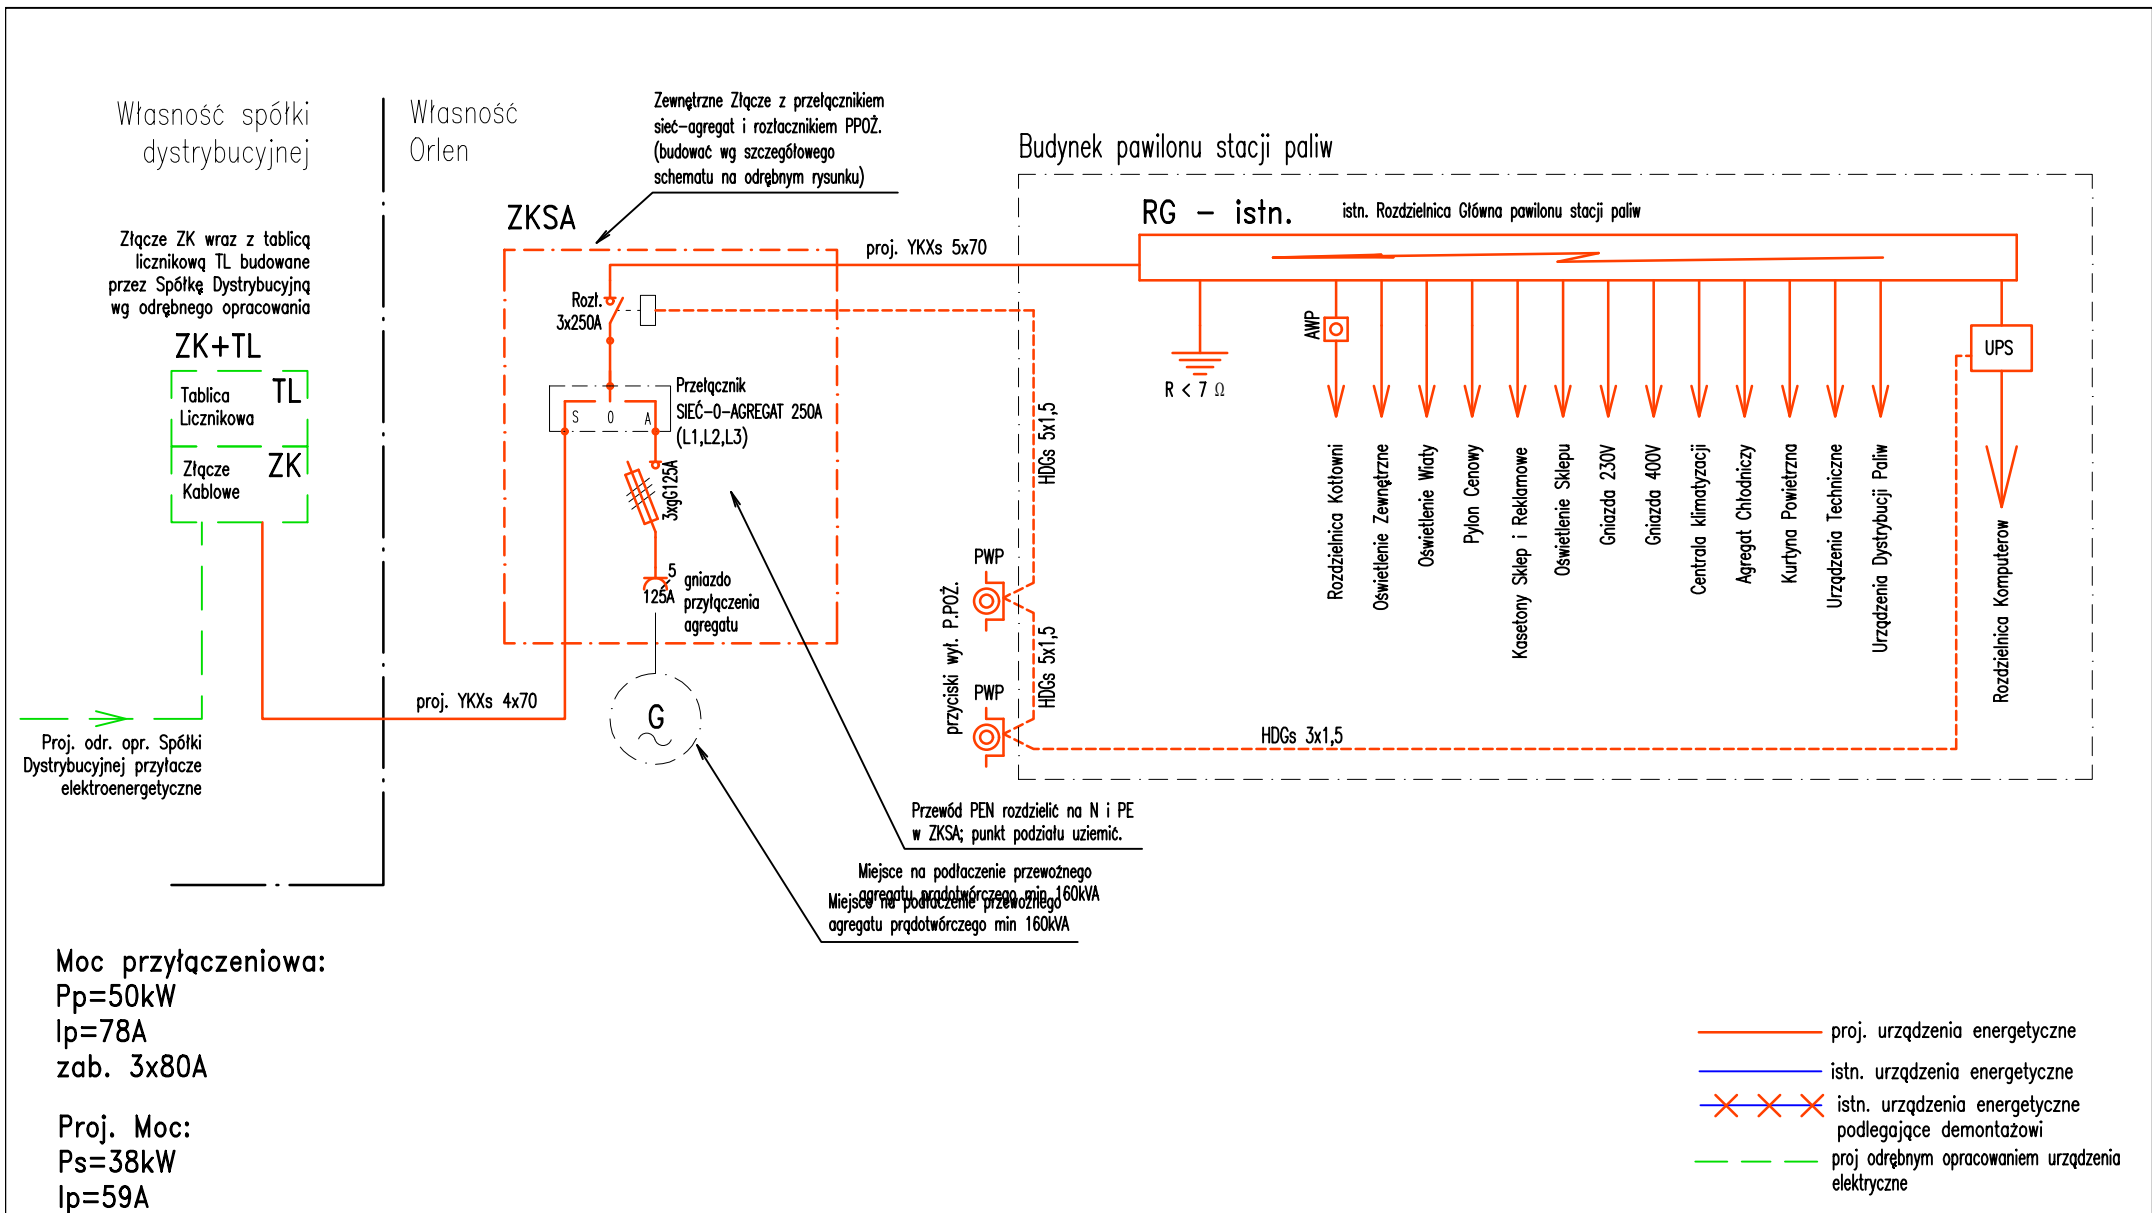 Własność spółki
dystrybucyjnej
Własność
Orlen
Zewnętrzne Złącze z przełącznikiem
sieć-agregat i rozłacznikiem PPOŻ.
(budować wg szczegółowego
schematu na odrębnym rysunku)
Budynek pawilonu stacji paliw
ZKSA
RG - istn.
istn. Rozdzielnica Główna pawilonu stacji paliw
proj. YKXs 5x70
Złącze ZK wraz z tablicą
licznikową TL budowane
przez Spółkę Dystrybucyjną
wg odrębnego opracowania
ZK+TL
Tablica
Licznikowa
TL
Złącze
Kablowe
ZK
Rozł.
3x250A
Przełącznik
SIEĆ-0-AGREGAT 250A
(L1,L2,L3)
S 0 A
3xgG125A
5
125A
gniazdo
przyłączenia
agregatu
G
proj. YKXs 4x70
Proj. odr. opr. Spółki
Dystrybucyjnej przyłacze
elektroenergetyczne
R < 7 Ω
AWP
UPS
HDGs 5x1,5
HDGs 5x1,5
PWP
PWP
przyciski wył. P.POŻ.
HDGs 3x1,5
Rozdzielnica Kotłowni
Oświetlenie Zewnętrzne
Oświetlenie Wiaty
Pylon Cenowy
Kasetony Sklep i Reklamowe
Oświetlenie Sklepu
Gniazda 230V
Gniazda 400V
Centrala klimatyzacji
Agregat Chłodniczy
Kurtyna Powietrzna
Urządzenia Techniczne
Urządzenia Dystrybucji Paliw
Rozdzielnica Komputerow
Przewód PEN rozdzielić na N i PE
w ZKSA; punkt podziału uziemić.
Miejsce na podłaczenie przewoźnego
agregatu prądotwórczego min 160kVA
Miejsce na podłaczenie przewoźnego
agregatu prądotwórczego min 160kVA
Moc przyłączeniowa:
Pp=50kW
Ip=78A
zab. 3x80A
Proj. Moc:
Ps=38kW
Ip=59A
proj. urządzenia energetyczne
istn. urządzenia energetyczne
istn. urządzenia energetyczne
podlegające demontażowi
proj odrębnym opracowaniem urządzenia
elektryczne